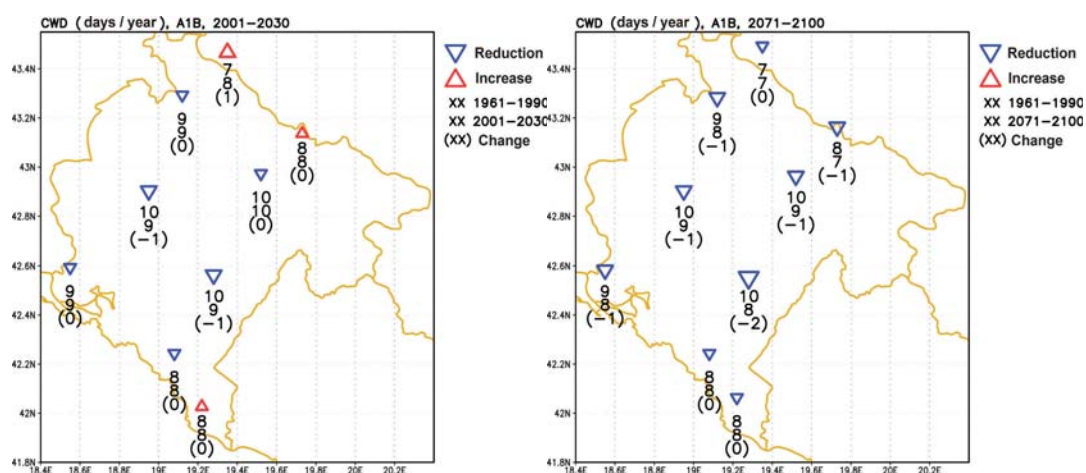 CWD (days / year), A1B, 2001-2030
43.4N
43.2N
43N
42.8N
42.6N
42.4N
42.2N
42N
41.8N
18.4E 18.6E 18.8E 19E 19.2E 19.4E 19.6E 19.8E 20E 20.2E
7
8
(1)
9
9
(0)
8
8
(0)
10
10
(0)
10
9
(-1)
9
9
(0)
10
9
(-1)
8
8
(0)
8
8
(0)
Reduction
Increase
XX 1961-1990
XX 2001-2030
(XX) Change
CWD (days / year), A1B, 2071-2100
43.4N
43.2N
43N
42.8N
42.6N
42.4N
42.2N
42N
41.8N
18.4E 18.6E 18.8E 19E 19.2E 19.4E 19.6E 19.8E 20E 20.2E
7
7
(0)
9
8
(-1)
8
7
(-1)
10
9
(-1)
10
9
(-1)
9
8
(-1)
10
8
(-2)
8
8
(0)
8
8
(0)
Reduction
Increase
XX 1961-1990
XX 2071-2100
(XX) Change